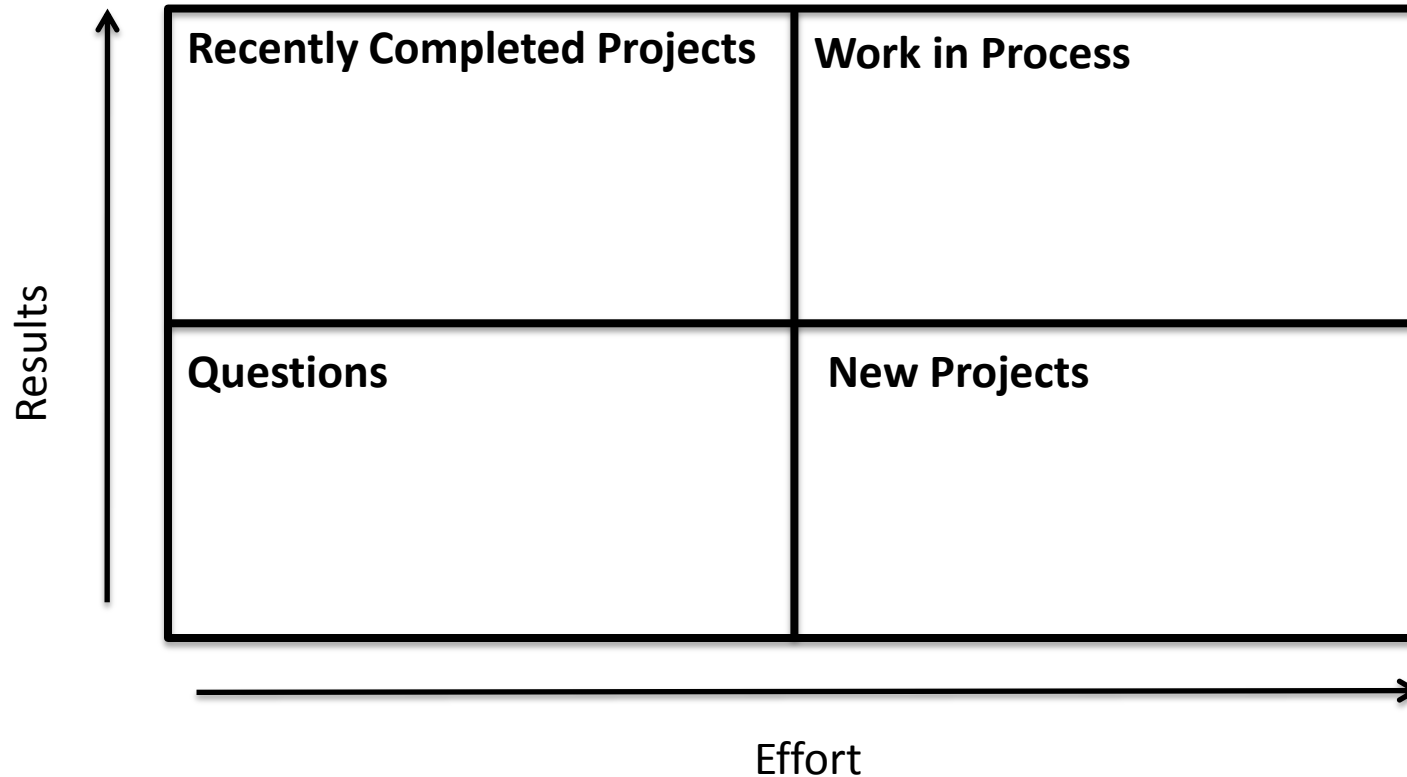 Recently Completed Projects
Work in Process
Results
Questions
New Projects
Effort